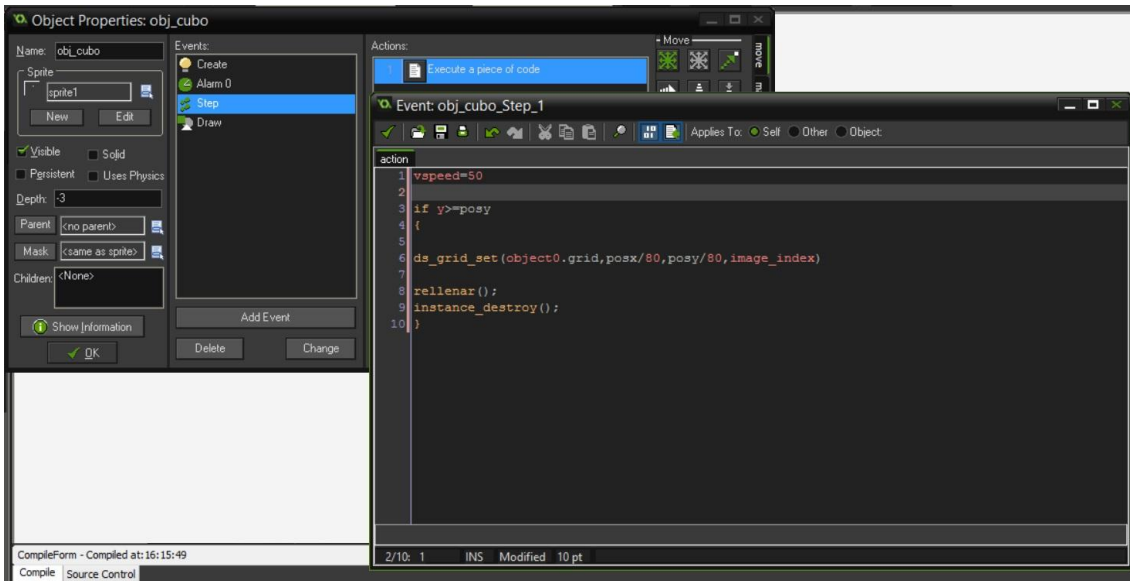 Object Properties: obj_cubo
Name: obj_cubo
Sprite
sprite1
New Edit
Visible Solid
Persistent Uses Physics
Depth: -3
Parent <no parent>
Mask <same as sprite>
Children: <None>
Show Information
OK
Events:
Create
Alarm 0
Step
Draw
Add Event
Delete Change
Actions:
1 Execute a piece of code
Move
move
Event: obj_cubo_Step_1
Applies To: Self Other Object:
action
1 vspeed=50
2
3 if y>=posy
4 {
5
6 ds_grid_set(object0.grid,posx/80,posy/80,image_index)
7
8 rellenar();
9 instance_destroy();
10 }
2/10: 1 INS Modified 10 pt
CompileForm - Compiled at: 16:15:49
Compile Source Control